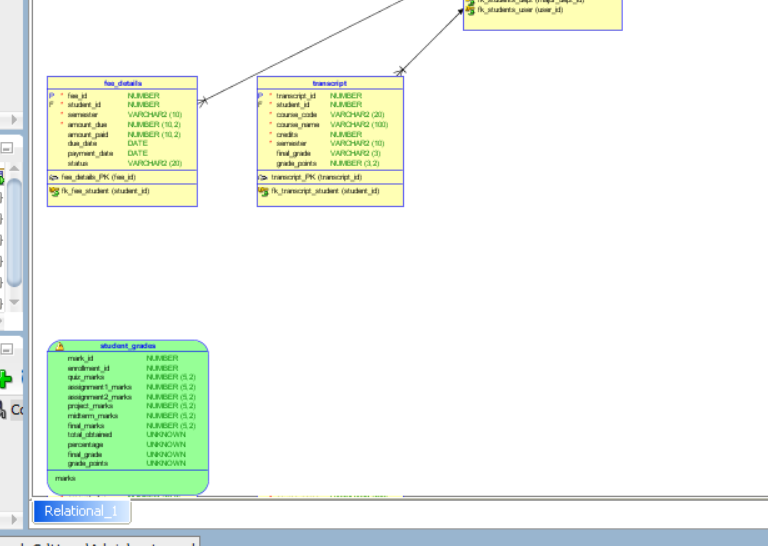 fk_students_user (user_id)
fee_details
P * fee_id NUMBER
F * student_id NUMBER
* semester VARCHAR2 (10)
* amount_due NUMBER (10,2)
amount_paid NUMBER (10,2)
due_date DATE
payment_date DATE
status VARCHAR2 (20)
fee_details_PK (fee_id)
fk_fee_student (student_id)
transcript
P * transcript_id NUMBER
F * student_id NUMBER
* course_code VARCHAR2 (20)
* course_name VARCHAR2 (100)
* credits NUMBER
* semester VARCHAR2 (10)
final_grade VARCHAR2 (3)
grade_points NUMBER (3,2)
transcript_PK (transcript_id)
fk_transcript_student (student_id)
student_grades
mark_id NUMBER
enrollment_id NUMBER
quiz_marks NUMBER (5,2)
assignment1_marks NUMBER (5,2)
assignment2_marks NUMBER (5,2)
project_marks NUMBER (5,2)
midterm_marks NUMBER (5,2)
final_marks NUMBER (5,2)
total_obtained UNKNOWN
percentage UNKNOWN
final_grade UNKNOWN
grade_points UNKNOWN
marks
Co
Relational_1